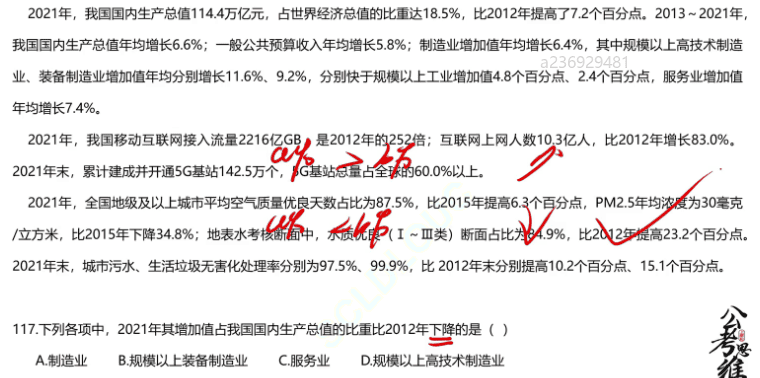 2021年，我国国内生产总值114.4万亿元，占世界经济总值的比重达18.5%，比2012年提高了7.2个百分点。2013～2021年，
我国国内生产总值年均增长6.6%；一般公共预算收入年均增长5.8%；制造业增加值年均增长6.4%，其中规模以上高技术制造
业、装备制造业增加值年均分别增长11.6%、9.2%，分别快于规模以上工业增加值4.8个百分点、2.4个百分点，服务业增加值
年均增长7.4%。
a236929481
2021年，我国移动互联网接入流量2216亿GB，是2012年的252倍；互联网上网人数10.3亿人，比2012年增长83.0%。
a% > b%
2021年末，累计建成并开通5G基站142.5万个，5G基站总量占全球的60.0%以上。
2021年，全国地级及以上城市平均空气质量优良天数占比为87.5%，比2015年提高6.3个百分点，PM2.5年均浓度为30毫克
a% < b%
/立方米，比2015年下降34.8%；地表水考核断面中，水质优良（Ⅰ～Ⅲ类）断面占比为84.9%，比2012年提高23.2个百分点。
2021年末，城市污水、生活垃圾无害化处理率分别为97.5%、99.9%，比 2012年末分别提高10.2个百分点、15.1个百分点。
117.下列各项中，2021年其增加值占我国国内生产总值的比重比2012年下降的是（ ）
A.制造业 B.规模以上装备制造业 C.服务业 D.规模以上高技术制造业
公考思维